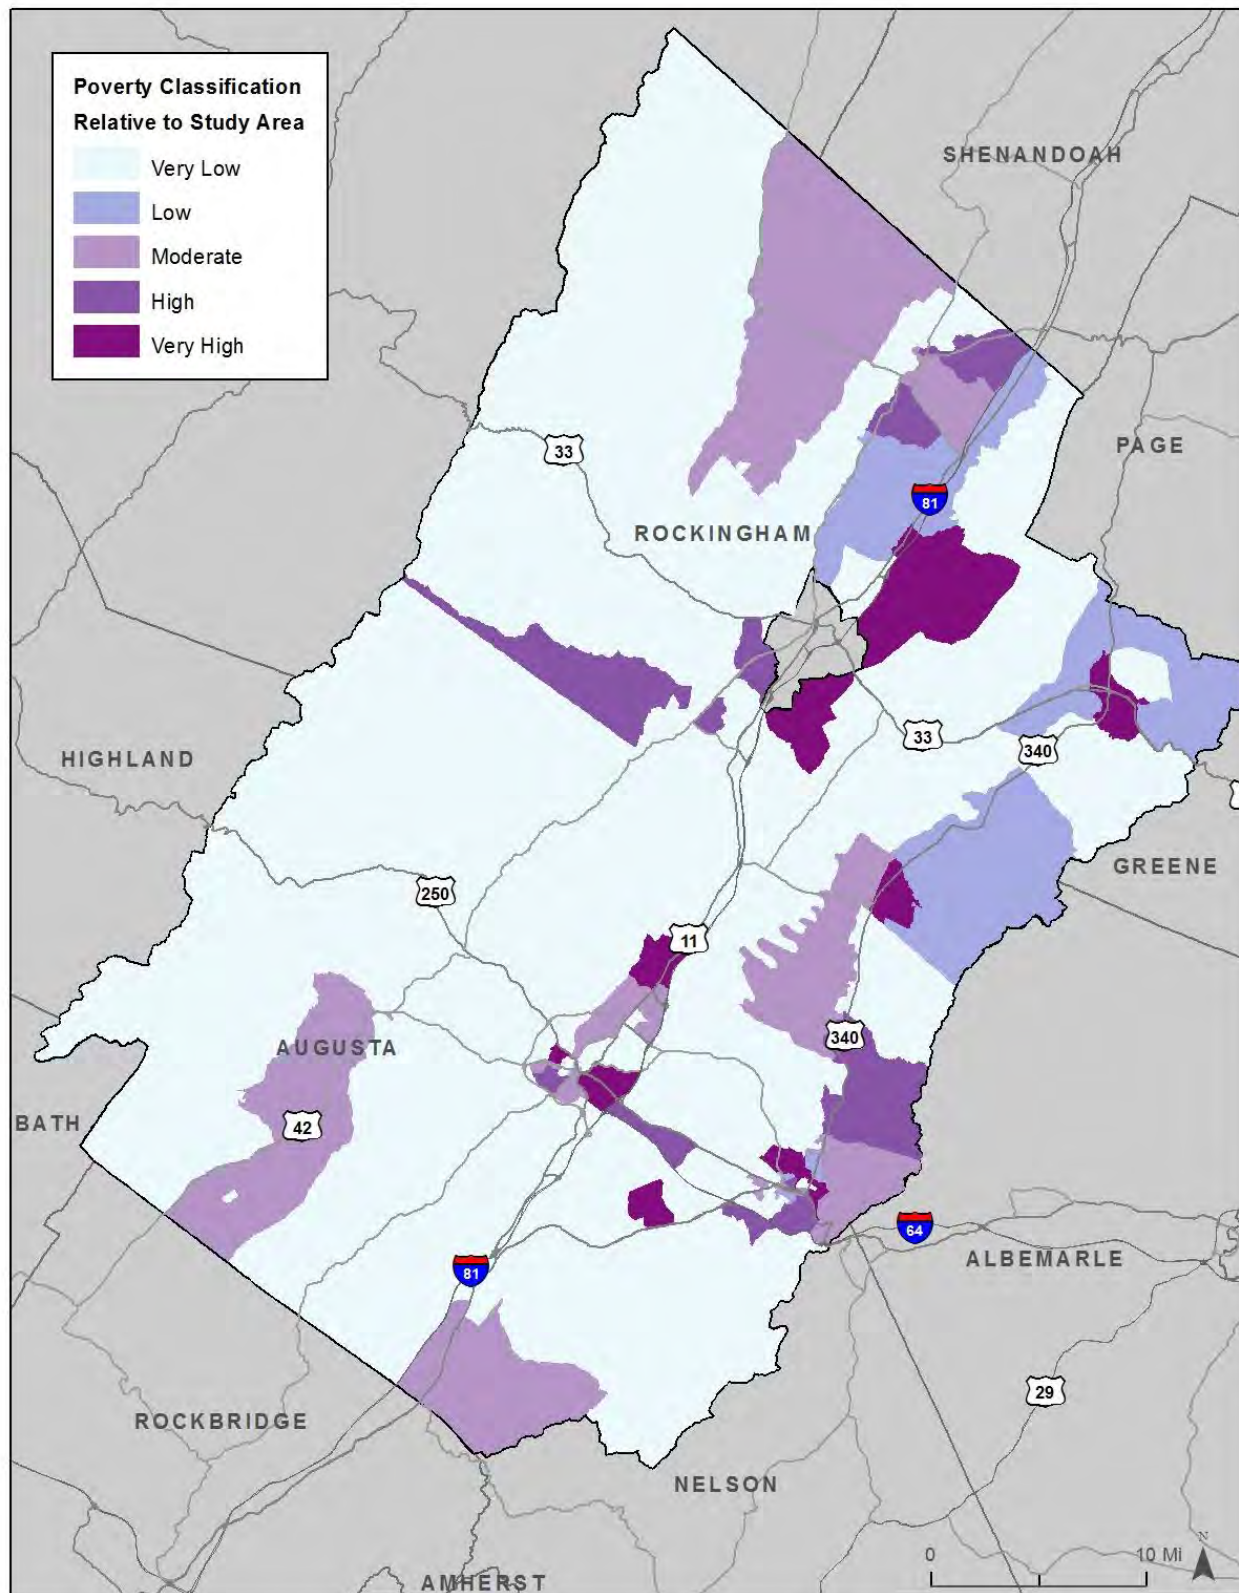 Poverty Classification
Relative to Study Area
Very Low
Low
Moderate
High
Very High
SHENANDOAH
PAGE
33
81
ROCKINGHAM
33
340
HIGHLAND
GREENE
250
11
340
AUGUSTA
BATH
42
64
ALBEMARLE
81
29
ROCKBRIDGE
NELSON
AMHERST
0
10 Mi
N